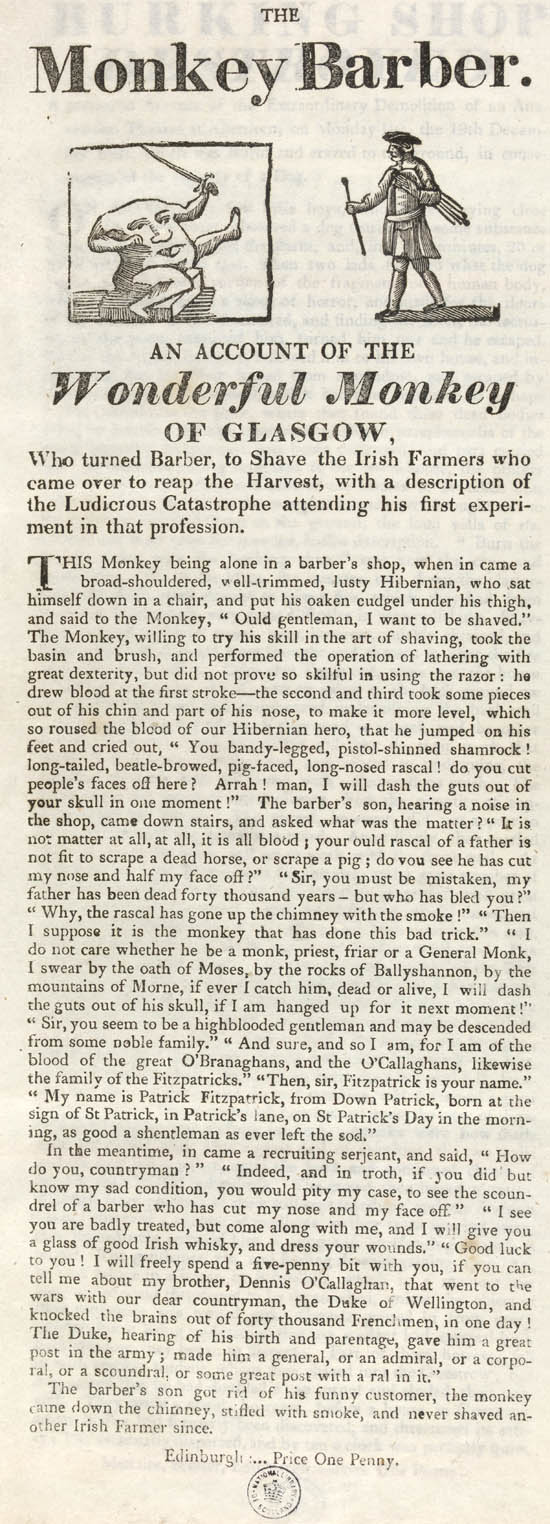 THE
Monkey Barber.
AN ACCOUNT OF THE
Wonderful Monkey
OF GLASGOW,
Who turned Barber, to Shave the Irish Farmers who
came over to reap the Harvest, with a description of
the Ludicrous Catastrophe attending his first experi-
ment in that profession.
THIS Monkey being alone in a barber's shop, when in came a
broad-shouldered, well-trimmed, lusty Hibernian, who sat
himself down in a chair, and put his oaken cudgel under his thigh,
and said to the Monkey, “ Ould gentleman, I want to be shaved.”
The Monkey, willing to try his skill in the art of shaving, took the
basin and brush, and performed the operation of lathering with
great dexterity, but did not prove so skilful in using the razor : he
drew blood at the first stroke—the second and third took some pieces
out of his chin and part of his nose, to make it more level, which
so roused the blood of our Hibernian hero, that he jumped on his
feet and cried out, “ You bandy-legged, pistol-shinned shamrock !
long-tailed, beatle-browed, pig-faced, long-nosed rascal ! do you cut
people's faces off here ? Arrah ! man, I will dash the guts out of
your skull in one moment !” The barber's son, hearing a noise in
the shop, came down stairs, and asked what was the matter ? “ It is
not matter at all, at all, it is all blood ; your ould rascal of a father is
not fit to scrape a dead horse, or scrape a pig ; do you see he has cut
my nose and half my face off ?” “ Sir, you must be mistaken, my
father has been dead forty thousand years – but who has bled you ?”
“ Why, the rascal has gone up the chimney with the smoke !” “ Then
I suppose it is the monkey that has done this bad trick.” “ I
do not care whether he be a monk, priest, friar or a General Monk,
I swear by the oath of Moses, by the rocks of Ballyshannon, by the
mountains of Morne, if ever I catch him, dead or alive, I will dash
the guts out of his skull, if I am hanged up for it next moment !”
“ Sir, you seem to be a highblooded gentleman and may be descended
from some noble family.” “ And sure, and so I am, for I am of the
blood of the great O'Branaghans, and the O'Callaghans, likewise
the family of the Fitzpatricks.” “Then, sir, Fitzpatrick is your name.”
“ My name is Patrick Fitzpatrick, from Down Patrick, born at the
sign of St Patrick, in Patrick's lane, on St Patrick's Day in the morn-
ing, as good a shentleman as ever left the sod.”
In the meantime, in came a recruiting serjeant, and said, “ How
do you, countryman ?” “ Indeed, and in troth, if you did but
know my sad condition, you would pity my case, to see the scoun-
drel of a barber who has cut my nose and my face off.” “ I see
you are badly treated, but come along with me, and I will give you
a glass of good Irish whisky, and dress your wounds.” “ Good luck
to you ! I will freely spend a five-penny bit with you, if you can
tell me about my brother, Dennis O'Callaghan, that went to the
wars with our dear countryman, the Duke of Wellington, and
knocked the brains out of forty thousand Frenchmen, in one day !
The Duke, hearing of his birth and parentage, gave him a great
post in the army ; made him a general, or an admiral, or a corpo-
ral, or a scoundral, or some great post with a ral in it.”
The barber's son got rid of his funny customer, the monkey
came down the chimney, stifled with smoke, and never shaved an-
other Irish Farmer since.
Edinburgh :... Price One Penny.
NATIONAL LIBRARY OF SCOTLAND